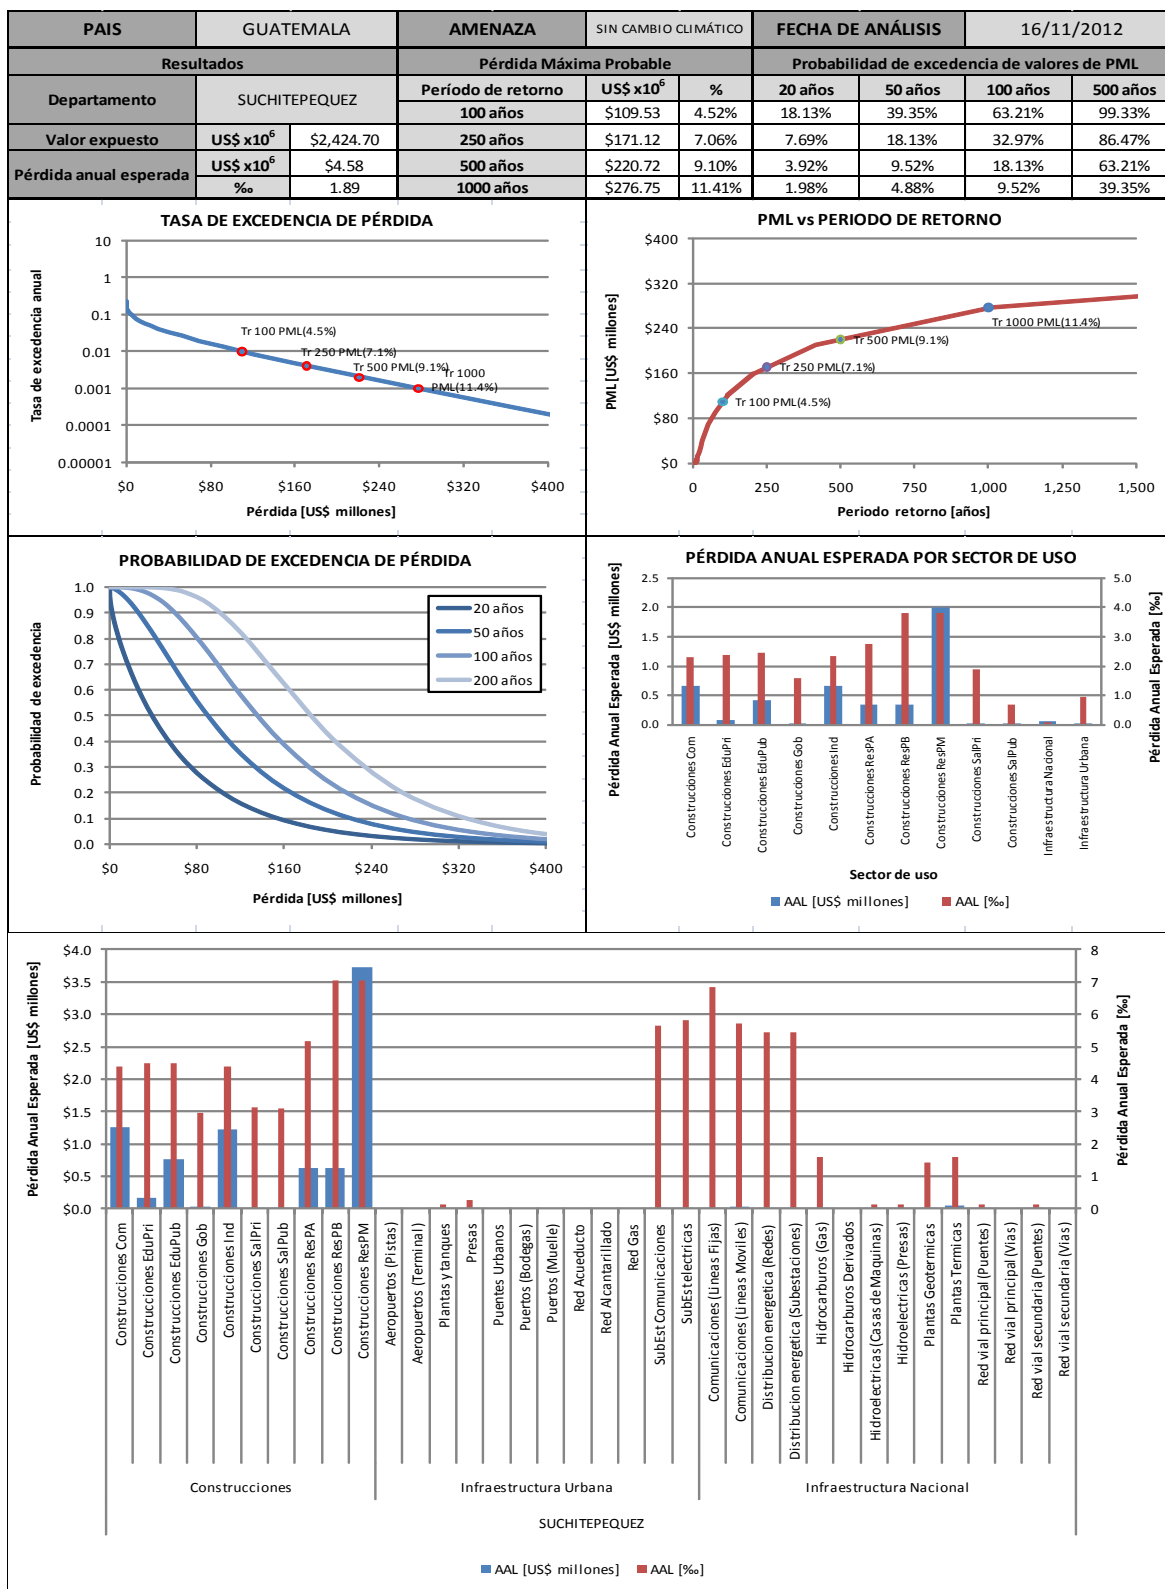 PAIS GUATEMALA AMENAZA SIN CAMBIO CLIMÁTICO FECHA DE ANÁLISIS 16/11/2012
Resultados Pérdida Máxima Probable Probabilidad de excedencia de valores de PML
Departamento SUCHITEPEQUEZ Período de retorno US$ x10⁶ % 20 años 50 años 100 años 500 años
100 años $109.53 4.52% 18.13% 39.35% 63.21% 99.33%
Valor expuesto US$ x10⁶ $2,424.70 250 años $171.12 7.06% 7.69% 18.13% 32.97% 86.47%
Pérdida anual esperada US$ x10⁶ $4.58 500 años $220.72 9.10% 3.92% 9.52% 18.13% 63.21%
‰ 1.89 1000 años $276.75 11.41% 1.98% 4.88% 9.52% 39.35%
TASA DE EXCEDENCIA DE PÉRDIDA
Tasa de excedencia anual
10
1
0.1
0.01
0.001
0.0001
0.00001
Tr 100 PML(4.5%)
Tr 250 PML(7.1%)
Tr 500 PML(9.1%)
Tr 1000
PML(11.4%)
$0 $80 $160 $240 $320 $400
Pérdida [US$ millones]
PML vs PERIODO DE RETORNO
PML [US$ millones]
$400
$320
$240
$160
$80
$0
Tr 1000 PML(11.4%)
Tr 500 PML(9.1%)
Tr 250 PML(7.1%)
Tr 100 PML(4.5%)
0 250 500 750 1,000 1,250 1,500
Periodo retorno [años]
PROBABILIDAD DE EXCEDENCIA DE PÉRDIDA
Probabilidad de excedencia
1.0
0.9
0.8
0.7
0.6
0.5
0.4
0.3
0.2
0.1
0.0
20 años
50 años
100 años
200 años
$0 $80 $160 $240 $320 $400
Pérdida [US$ millones]
PÉRDIDA ANUAL ESPERADA POR SECTOR DE USO
Pérdida Anual Esperada [US$ millones]
2.5
2.0
1.5
1.0
0.5
0.0
5.0
4.0
3.0
2.0
1.0
0.0
Pérdida Anual Esperada [‰]
Construcciones Com
Construcciones EduPri
Construcciones EduPub
Construcciones Gob
Construcciones Ind
Construcciones ResPA
Construcciones ResPB
Construcciones ResPM
Construcciones SalPri
Construcciones SalPub
Infraestructura Nacional
Infraestructura Urbana
Sector de uso
AAL [US$ millones] AAL [‰]
Pérdida Anual Esperada [US$ millones]
$4.0
$3.5
$3.0
$2.5
$2.0
$1.5
$1.0
$0.5
$0.0
8
7
6
5
4
3
2
1
0
Pérdida Anual Esperada [‰]
Construcciones Com
Construcciones EduPri
Construcciones EduPub
Construcciones Gob
Construcciones Ind
Construcciones SalPri
Construcciones SalPub
Construcciones ResPA
Construcciones ResPB
Construcciones ResPM
Aeropuertos (Pistas)
Aeropuertos (Terminal)
Plantas y tanques
Presas
Puentes Urbanos
Puertos (Bodegas)
Puertos (Muelle)
Red Acueducto
Red Alcantarillado
Red Gas
SubEst Comunicaciones
SubEst electricas
Comunicaciones (Lineas Fijas)
Comunicaciones (Lineas Moviles)
Distribucion energetica (Redes)
Distribucion energetica (Subestaciones)
Hidrocarburos (Gas)
Hidrocarburos Derivados
Hidroelectricas (Casas de Maquinas)
Hidroelectricas (Presas)
Plantas Geotermicas
Plantas Termicas
Red vial principal (Puentes)
Red vial principal (Vias)
Red vial secundaria (Puentes)
Red vial secundaria (Vias)
Construcciones Infraestructura Urbana Infraestructura Nacional
SUCHITEPEQUEZ
AAL [US$ millones] AAL [‰]